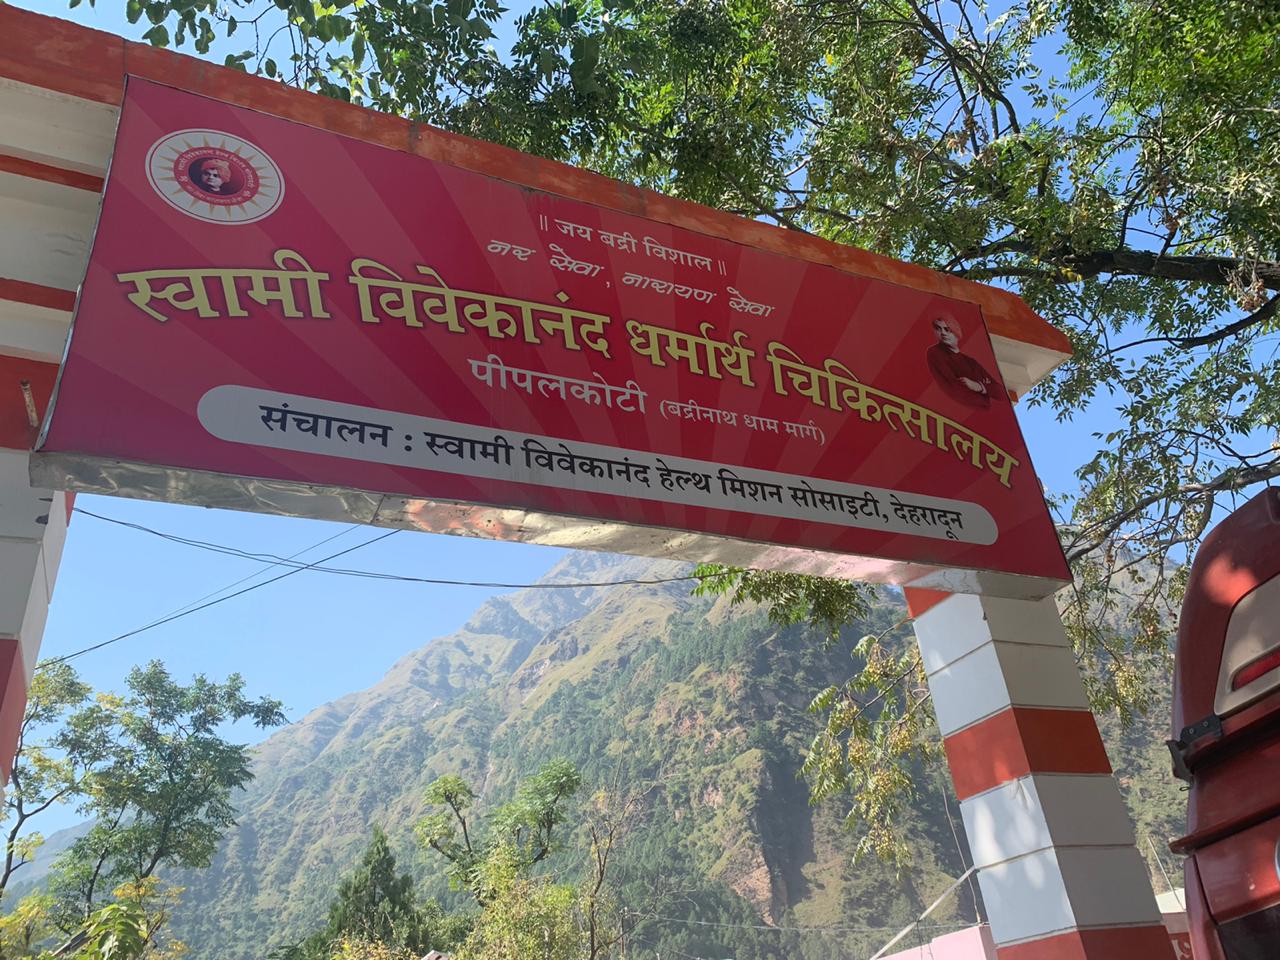 ॥ जय बद्री विशाल ॥
नर सेवा, नारायण सेवा
स्वामी विवेकानंद धर्मार्थ चिकित्सालय
पीपलकोटी (बद्रीनाथ धाम मार्ग)
संचालन : स्वामी विवेकानंद हेल्थ मिशन सोसाइटी, देहरादून